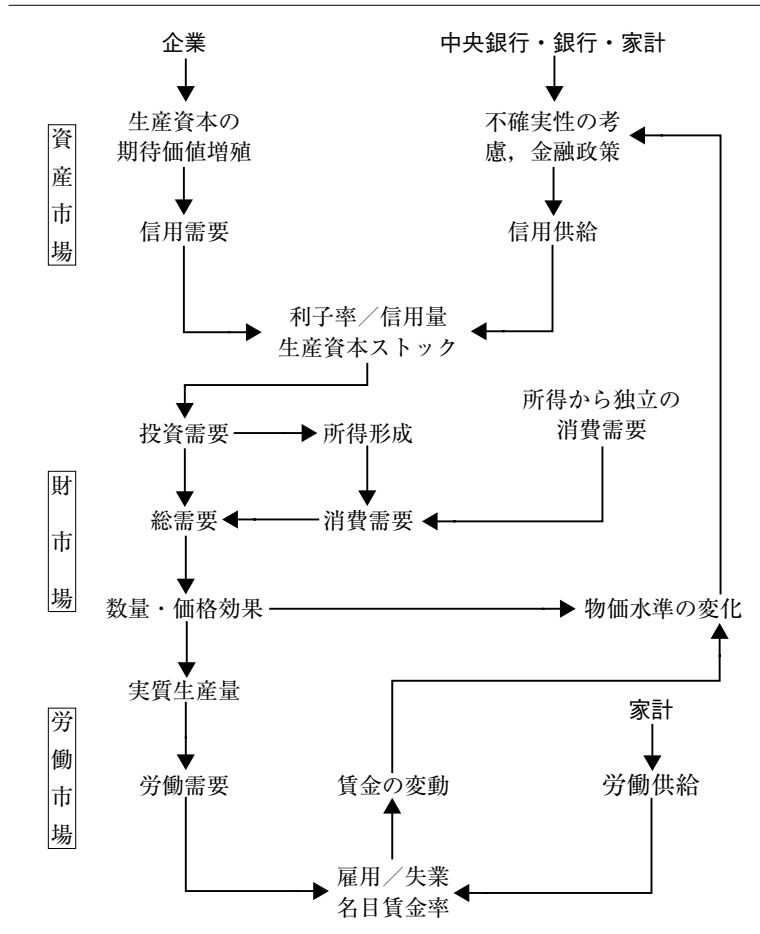 企業
中央銀行・銀行・家計
資産市場
生産資本の
期待価値増殖
不確実性の考
慮，金融政策
信用需要
信用供給
利子率／信用量
生産資本ストック
所得から独立の
消費需要
投資需要
所得形成
財市場
総需要
消費需要
数量・価格効果
物価水準の変化
実質生産量
家計
労働市場
労働需要
賃金の変動
労働供給
雇用／失業
名目賃金率